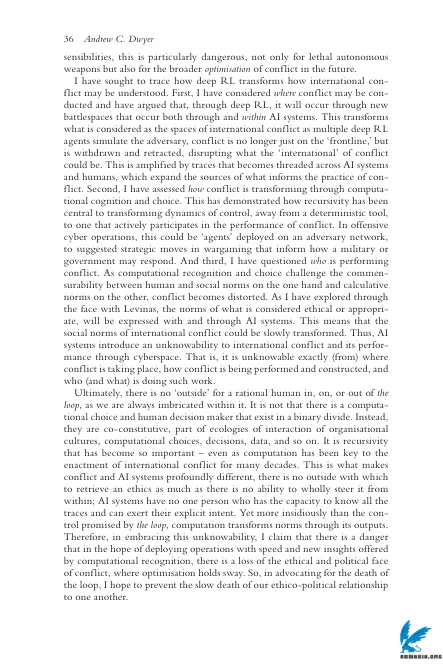 36 Andrew C. Dwyer
sensibilities, this is particularly dangerous, not only for lethal autonomous
weapons but also for the broader optimisation of conflict in the future.
I have sought to trace how deep RL transforms how international con-
flict may be understood. First, I have considered where conflict may be con-
ducted and have argued that, through deep RL, it will occur through new
battlespaces that occur both through and within AI systems. This transforms
what is considered as the spaces of international conflict as multiple deep RL
agents simulate the adversary, conflict is no longer just on the ‘frontline,’ but
is withdrawn and retracted, disrupting what the ‘international’ of conflict
could be. This is amplified by traces that becomes threaded across AI systems
and humans, which expand the sources of what informs the practice of con-
flict. Second, I have assessed how conflict is transforming through computa-
tional cognition and choice. This has demonstrated how recursivity has been
central to transforming dynamics of control, away from a deterministic tool,
to one that actively participates in the performance of conflict. In offensive
cyber operations, this could be ‘agents’ deployed on an adversary network,
to suggested strategic moves in wargaming that inform how a military or
government may respond. And third, I have questioned who is performing
conflict. As computational recognition and choice challenge the commen-
surability between human and social norms on the one hand and calculative
norms on the other, conflict becomes distorted. As I have explored through
the face with Levinas, the norms of what is considered ethical or appropri-
ate, will be expressed with and through AI systems. This means that the
social norms of international conflict could be slowly transformed. Thus, AI
systems introduce an unknowability to international conflict and its perfor-
mance through cyberspace. That is, it is unknowable exactly (from) where
conflict is taking place, how conflict is being performed and constructed, and
who (and what) is doing such work.
Ultimately, there is no ‘outside’ for a rational human in, on, or out of the
loop, as we are always imbricated within it. It is not that there is a computa-
tional choice and human decision maker that exist in a binary divide. Instead,
they are co-constitutive, part of ecologies of interaction of organisational
cultures, computational choices, decisions, data, and so on. It is recursivity
that has become so important – even as computation has been key to the
enactment of international conflict for many decades. This is what makes
conflict and AI systems profoundly different, there is no outside with which
to retrieve an ethics as much as there is no ability to wholly steer it from
within; AI systems have no one person who has the capacity to know all the
traces and can exert their explicit intent. Yet more insidiously than the con-
trol promised by the loop, computation transforms norms through its outputs.
Therefore, in embracing this unknowability, I claim that there is a danger
that in the hope of deploying operations with speed and new insights offered
by computational recognition, there is a loss of the ethical and political face
of conflict, where optimisation holds sway. So, in advocating for the death of
the loop, I hope to prevent the slow death of our ethico-political relationship
to one another.